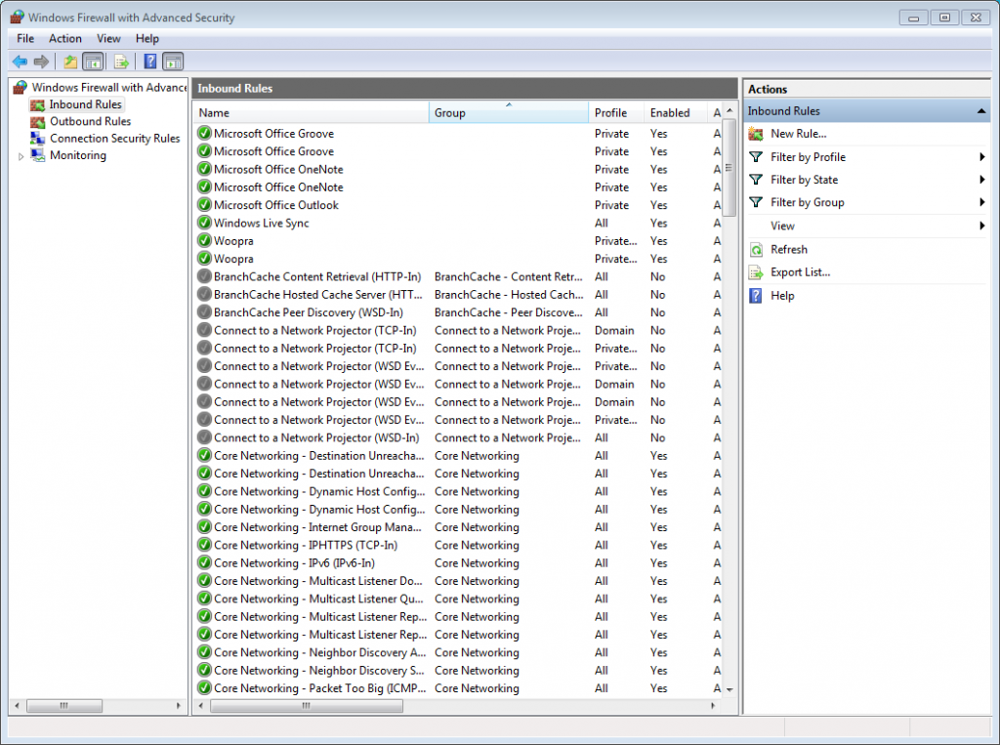 Windows Firewall with Advanced Security
File Action View Help
Windows Firewall with Advance
Inbound Rules
Outbound Rules
Connection Security Rules
Monitoring
Inbound Rules
Name Group Profile Enabled A
Microsoft Office Groove Private Yes A
Microsoft Office Groove Private Yes A
Microsoft Office OneNote Private Yes A
Microsoft Office OneNote Private Yes A
Microsoft Office Outlook Private Yes A
Windows Live Sync All Yes A
Woopra Private... Yes A
Woopra Private... Yes A
BranchCache Content Retrieval (HTTP-In) BranchCache - Content Retr... All No A
BranchCache Hosted Cache Server (HTT... BranchCache - Hosted Cach... All No A
BranchCache Peer Discovery (WSD-In) BranchCache - Peer Discove... All No A
Connect to a Network Projector (TCP-In) Connect to a Network Proje... Domain No A
Connect to a Network Projector (TCP-In) Connect to a Network Proje... Private... No A
Connect to a Network Projector (WSD Ev... Connect to a Network Proje... Private... No A
Connect to a Network Projector (WSD Ev... Connect to a Network Proje... Domain No A
Connect to a Network Projector (WSD Ev... Connect to a Network Proje... Domain No A
Connect to a Network Projector (WSD Ev... Connect to a Network Proje... Private... No A
Connect to a Network Projector (WSD-In) Connect to a Network Proje... All No A
Core Networking - Destination Unreacha... Core Networking All Yes A
Core Networking - Destination Unreacha... Core Networking All Yes A
Core Networking - Dynamic Host Config... Core Networking All Yes A
Core Networking - Dynamic Host Config... Core Networking All Yes A
Core Networking - Internet Group Mana... Core Networking All Yes A
Core Networking - IPHTTPS (TCP-In) Core Networking All Yes A
Core Networking - IPv6 (IPv6-In) Core Networking All Yes A
Core Networking - Multicast Listener Do... Core Networking All Yes A
Core Networking - Multicast Listener Qu... Core Networking All Yes A
Core Networking - Multicast Listener Rep... Core Networking All Yes A
Core Networking - Multicast Listener Rep... Core Networking All Yes A
Core Networking - Neighbor Discovery A... Core Networking All Yes A
Core Networking - Neighbor Discovery S... Core Networking All Yes A
Core Networking - Packet Too Big (ICMP... Core Networking All Yes A
Actions
Inbound Rules
New Rule...
Filter by Profile
Filter by State
Filter by Group
View
Refresh
Export List...
Help